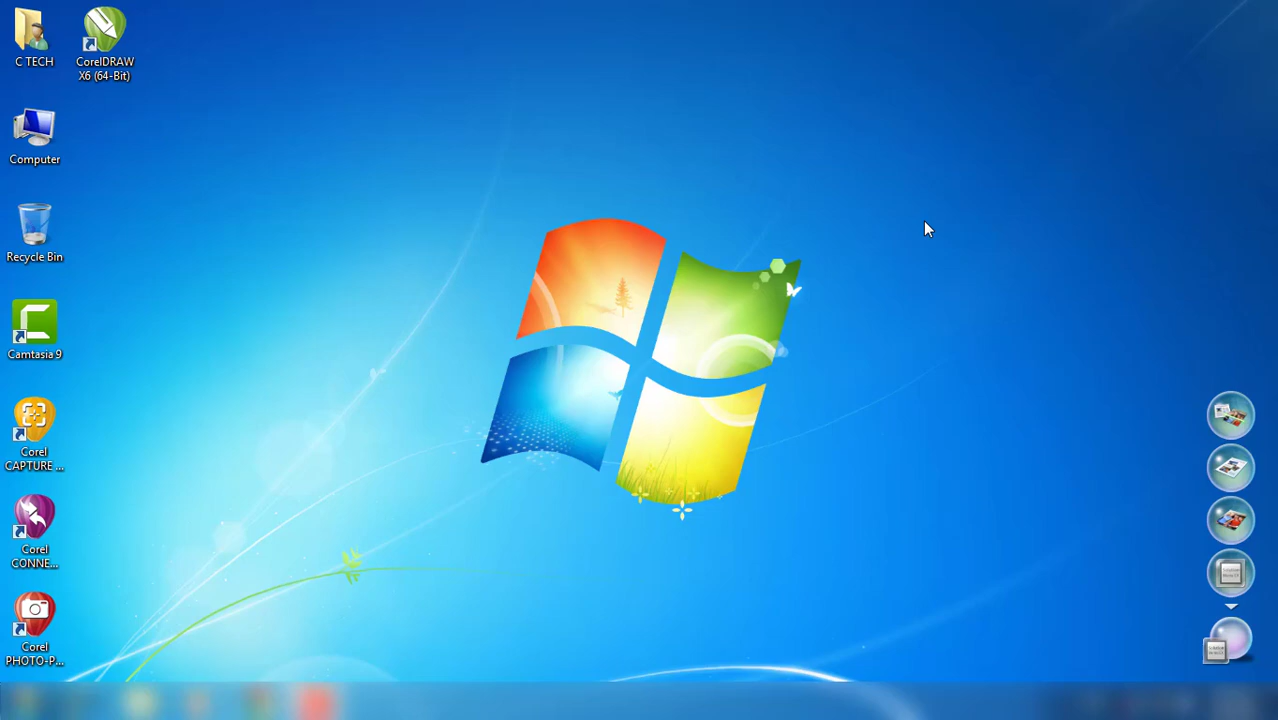 C TECH
CorelDRAW
X6 (64-Bit)
Computer
Recycle Bin
Camtasia 9
Corel
CAPTURE ...
Corel
CONNE...
Corel
PHOTO-P...